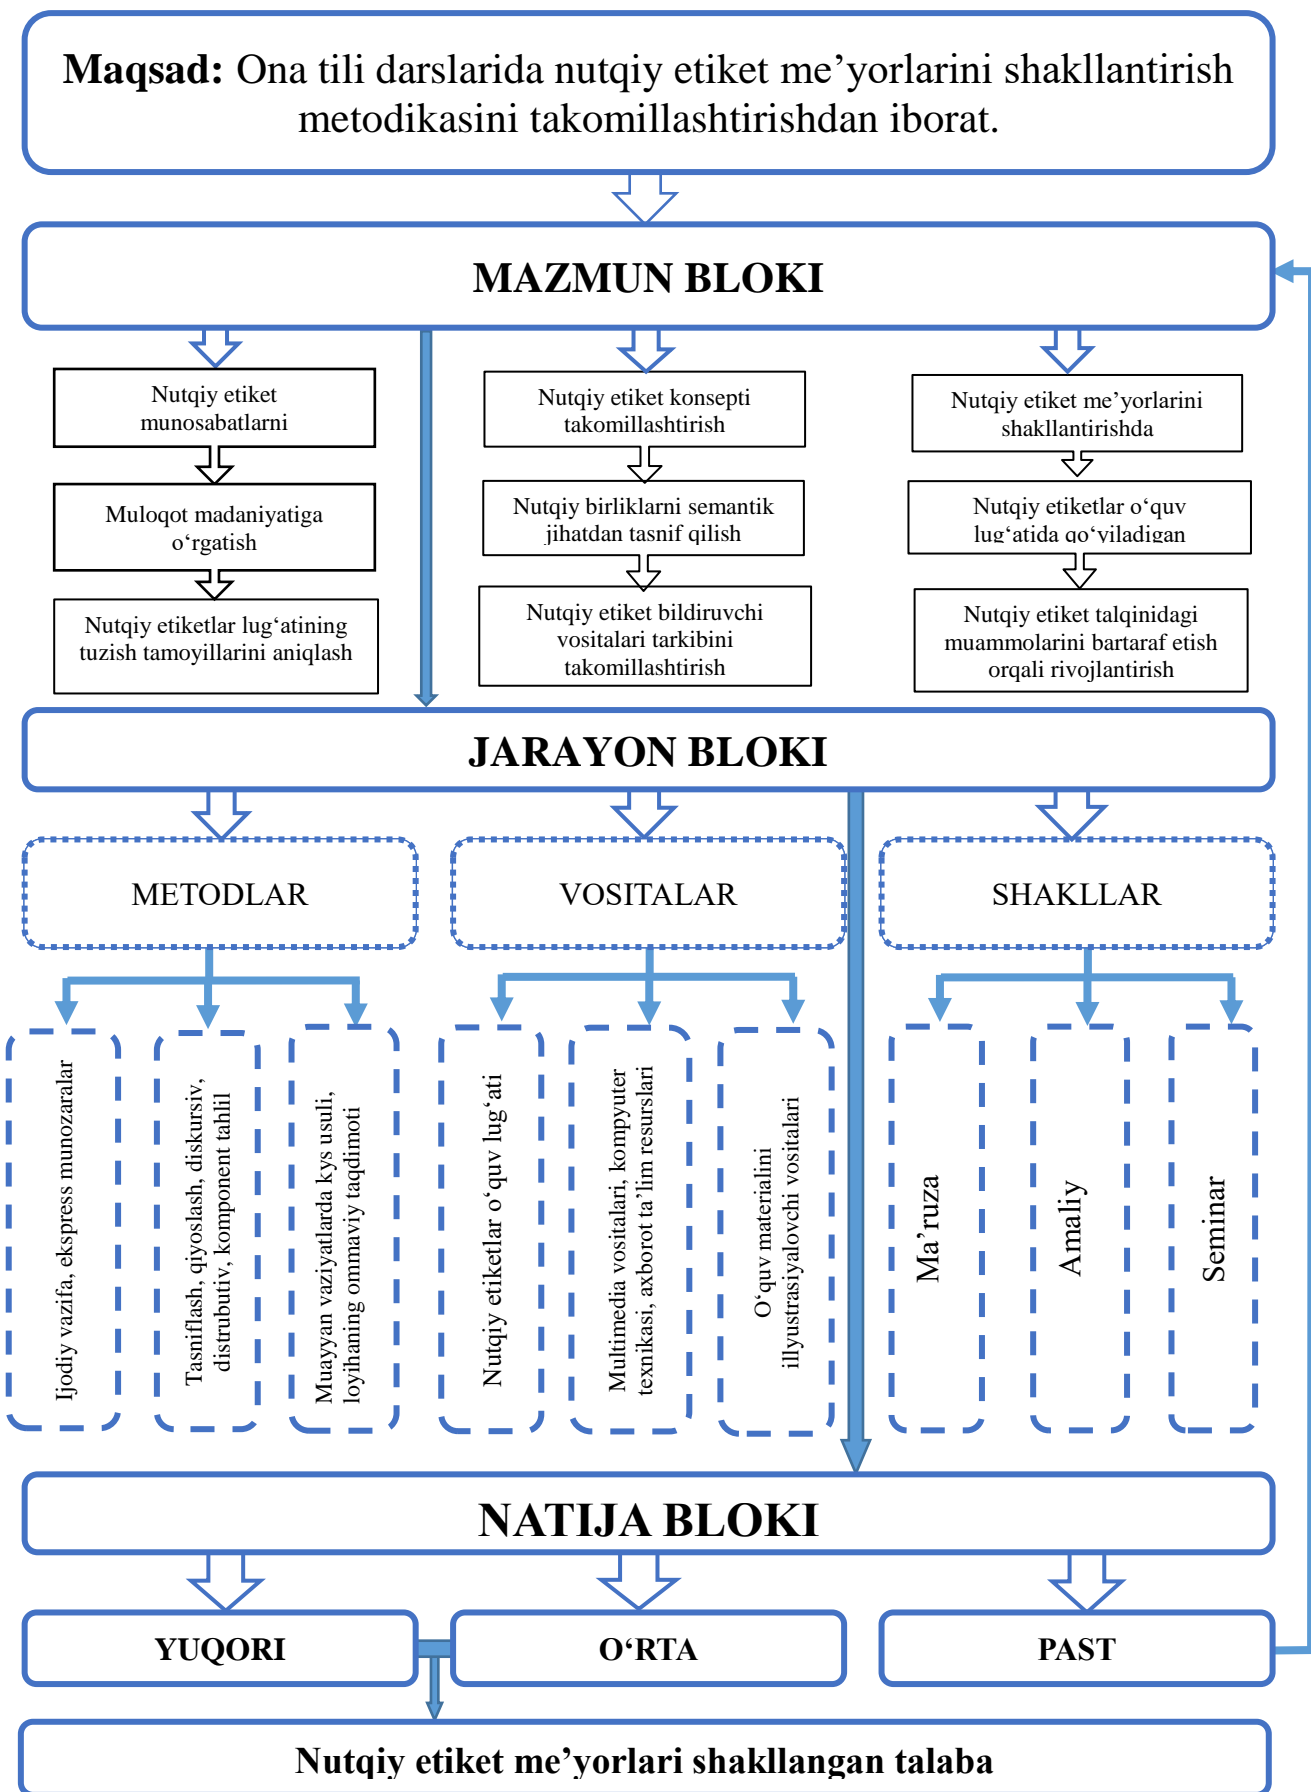 Maqsad: Ona tili darslarida nutqiy etiket me’yorlarini shakllantirish
metodikasini takomillashtirishdan iborat.
MAZMUN BLOKI
Nutqiy etiket
munosabatlarni
Muloqot madaniyatiga
o‘rgatish
Nutqiy etiketlar lug‘atining
tuzish tamoyillarini aniqlash
Nutqiy etiket konsepti
takomillashtirish
Nutqiy birliklarni semantik
jihatdan tasnif qilish
Nutqiy etiket bildiruvchi
vositalari tarkibini
takomillashtirish
Nutqiy etiket me’yorlarini
shakllantirishda
Nutqiy etiketlar o‘quv
lug‘atida qo‘yiladigan
Nutqiy etiket talqinidagi
muammolarini bartaraf etish
orqali rivojlantirish
JARAYON BLOKI
METODLAR
VOSITALAR
SHAKLLAR
Ijodiy vazifa, ekspress munozaralar
Tasniflash, qiyoslash, diskursiv,
distrubutiv, komponent tahlil
Muayyan vaziyatlarda kys usuli,
loyihaning ommaviy taqdimoti
Nutqiy etiketlar o‘quv lug‘ati
Multimedia vositalari, kompyuter
texnikasi, axborot ta’lim resurslari
O‘quv materialini
illyustrasiyalovchi vositalari
Ma’ruza
Amaliy
Seminar
NATIJA BLOKI
YUQORI
O‘RTA
PAST
Nutqiy etiket me’yorlari shakllangan talaba